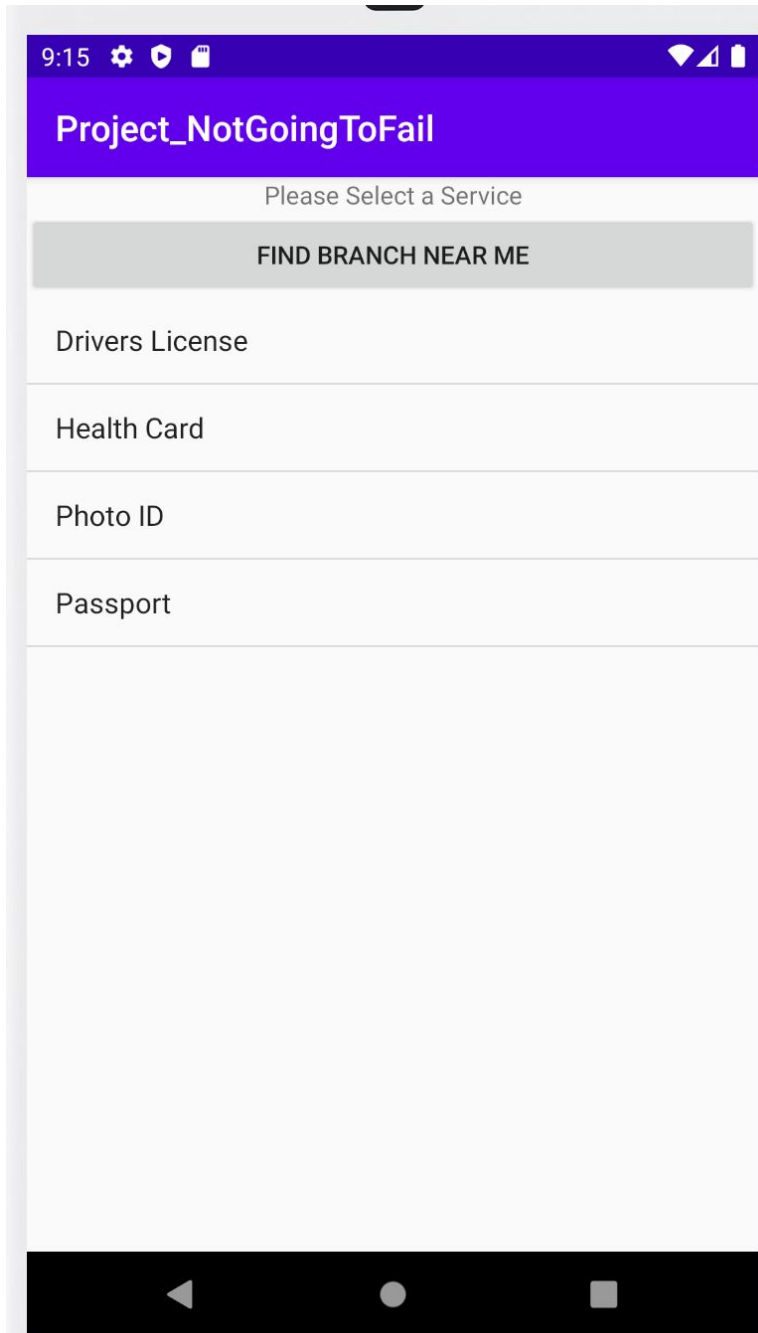 9:15
Project_NotGoingToFail
Please Select a Service
FIND BRANCH NEAR ME
Drivers License
Health Card
Photo ID
Passport